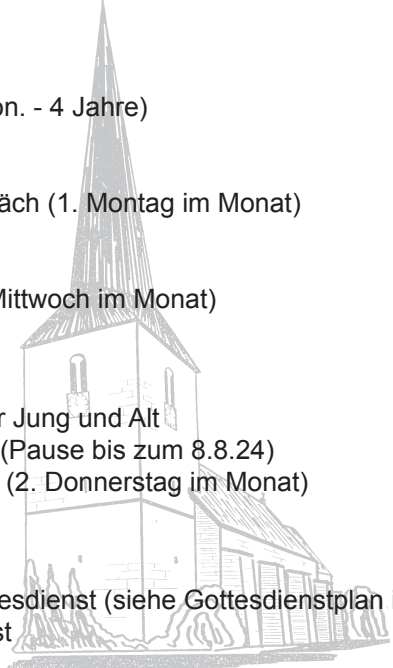 on. - 4 Jahre)
äch (1. Montag im Monat)
Mittwoch im Monat)
r Jung und Alt
(Pause bis zum 8.8.24)
(2. Donnerstag im Monat)
esdienst (siehe Gottesdienstplan
st